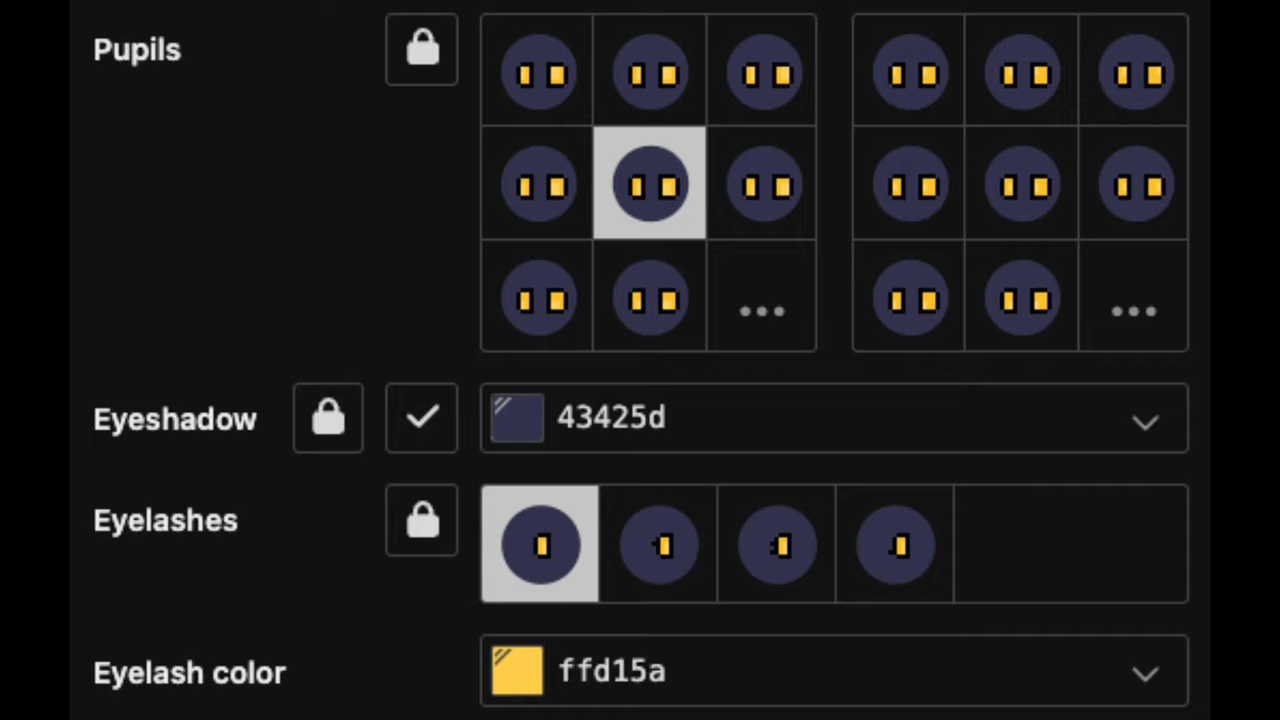 Pupils
Eyeshadow
43425d
Eyelashes
Eyelash color
ffd15a